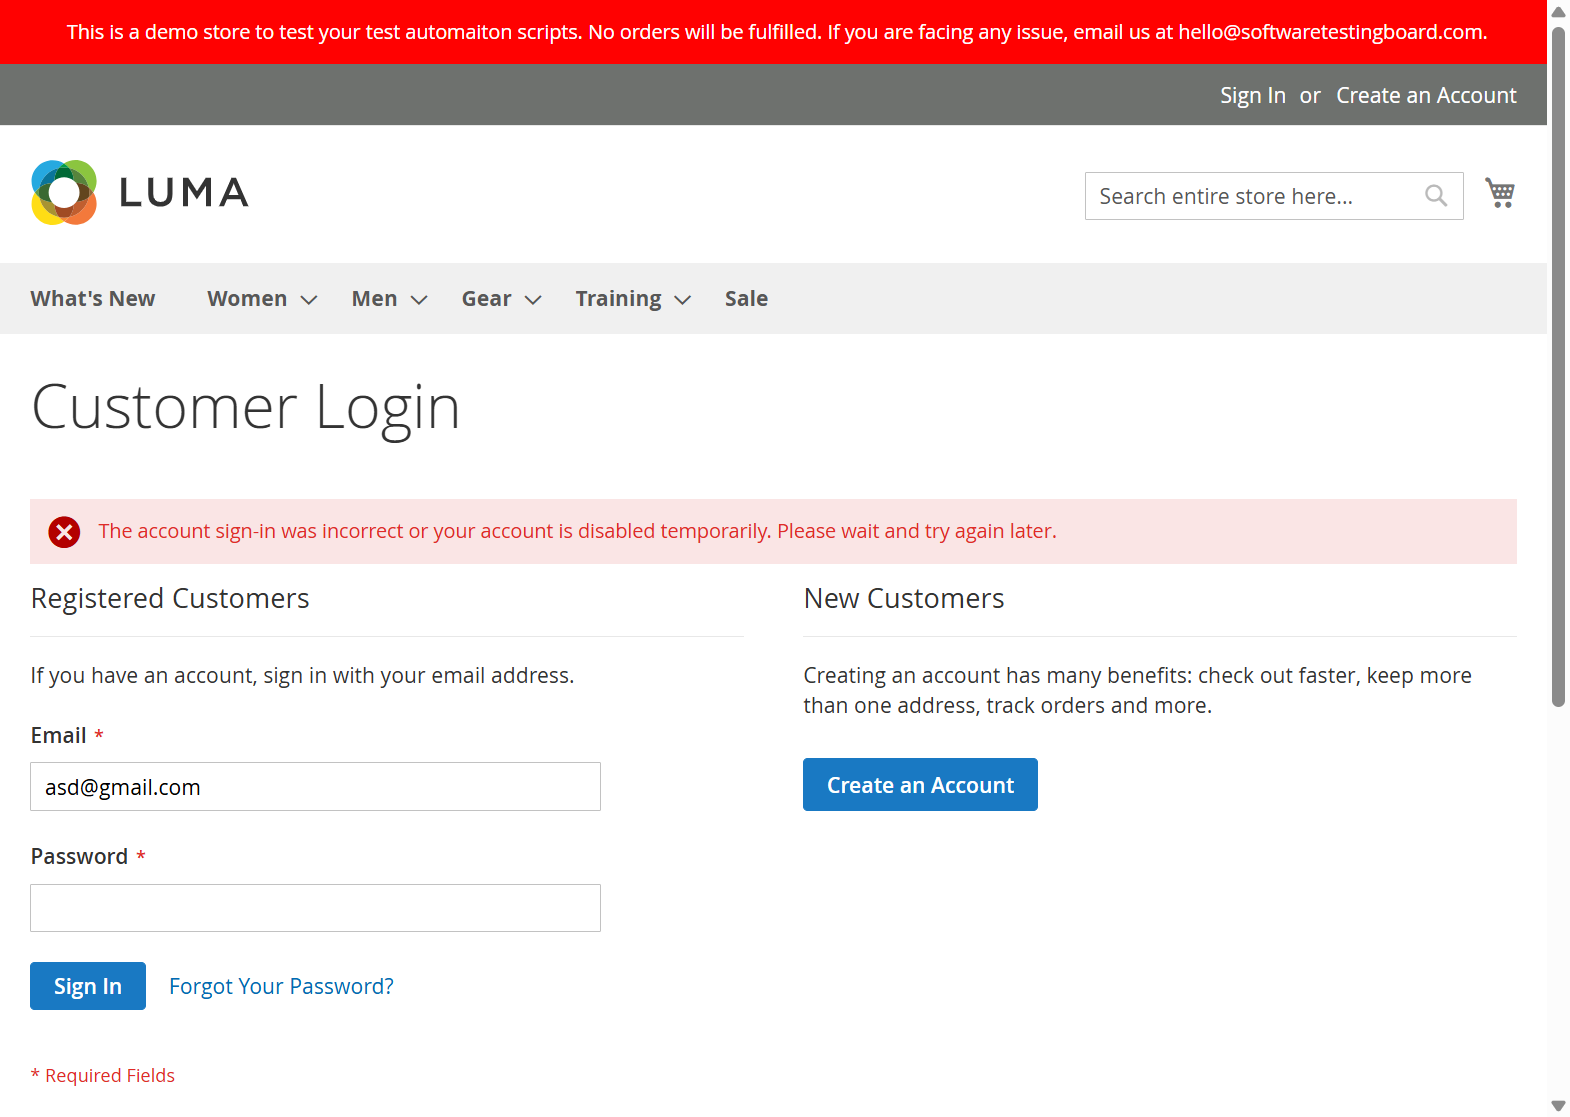 This is a demo store to test your test automaiton scripts. No orders will be fulfilled. If you are facing any issue, email us at hello@softwaretestingboard.com.
Sign In or Create an Account
LUMA
Search entire store here...
What's New Women Men Gear Training Sale
Customer Login
The account sign-in was incorrect or your account is disabled temporarily. Please wait and try again later.
Registered Customers
If you have an account, sign in with your email address.
Email *
asd@gmail.com
Password *
Sign In Forgot Your Password?
* Required Fields
New Customers
Creating an account has many benefits: check out faster, keep more
than one address, track orders and more.
Create an Account